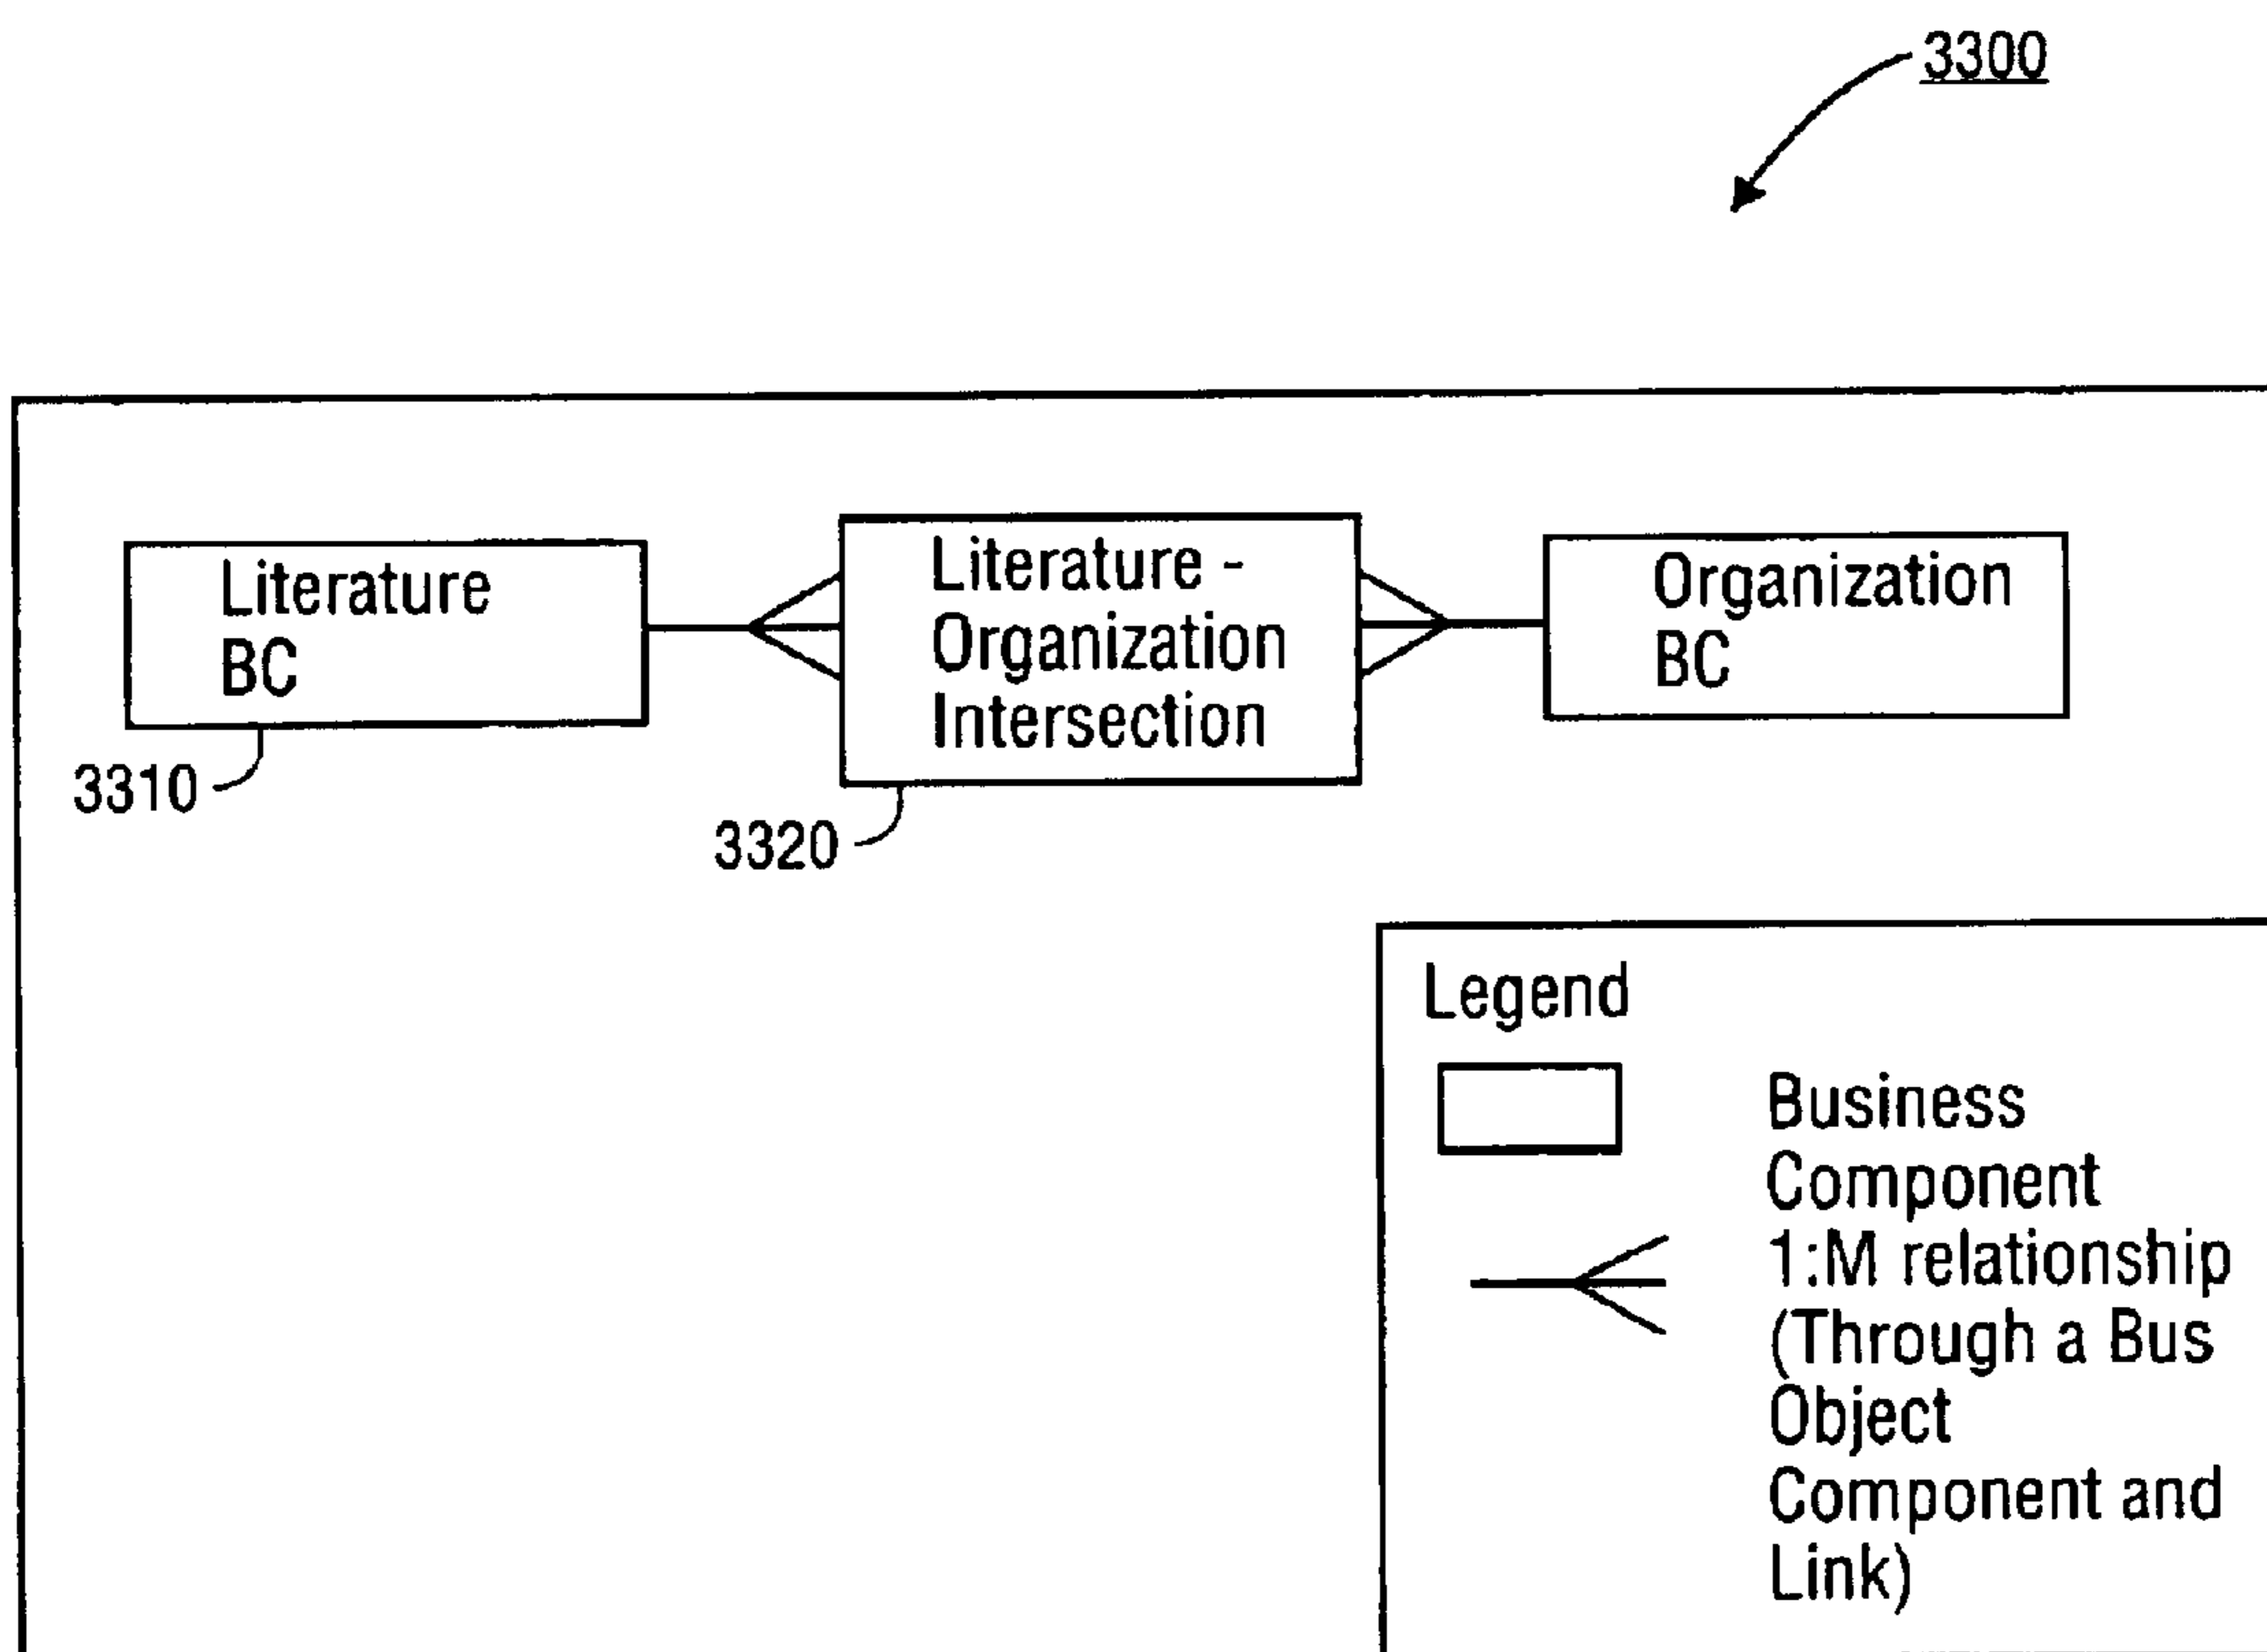 3300
Literature
BC
3310
Literature -
Organization
Intersection
3320
Organization
BC
Legend
Business
Component
1:M relationship
(Through a Bus
Object
Component and
Link)